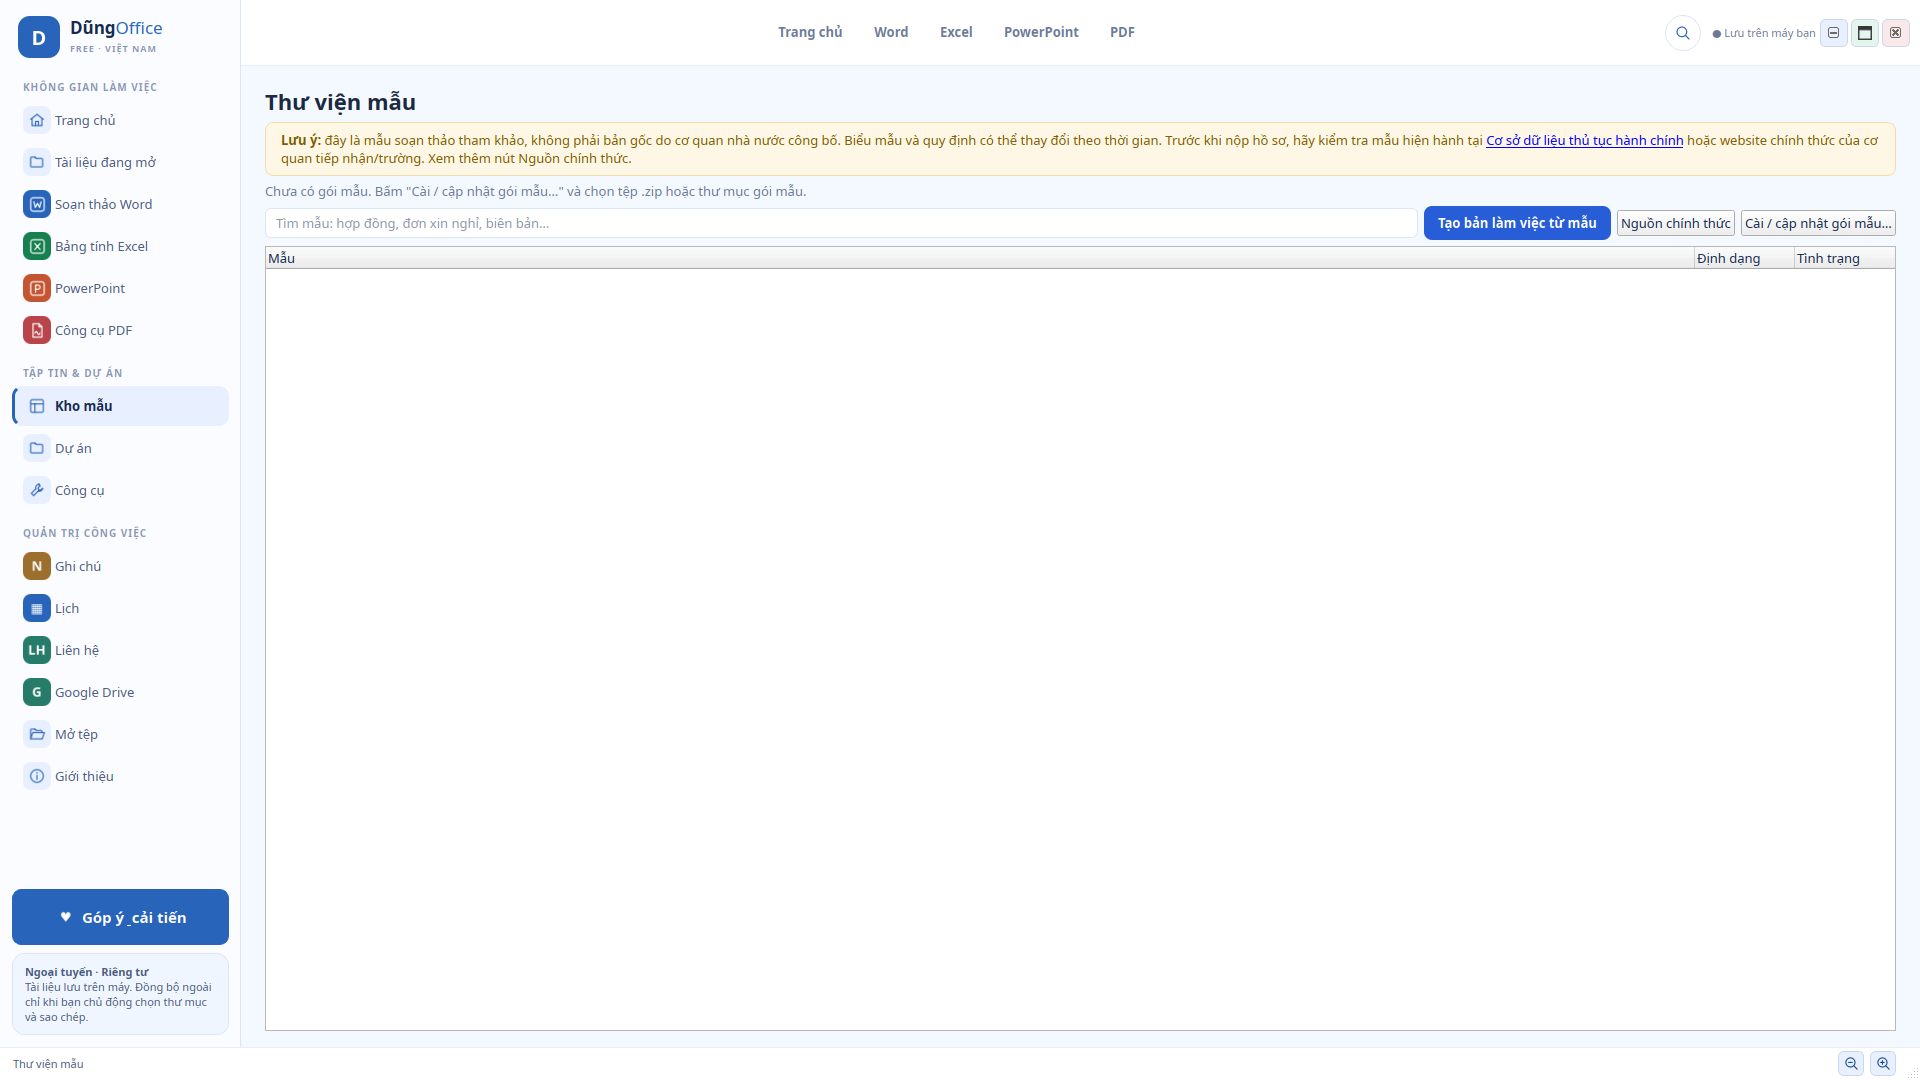 D
DũngOffice
FREE · VIỆT NAM
Trang chủ
Word
Excel
PowerPoint
PDF
● Lưu trên máy bạn
KHÔNG GIAN LÀM VIỆC
Trang chủ
Tài liệu đang mở
Soạn thảo Word
Bảng tính Excel
PowerPoint
Công cụ PDF
TẬP TIN & DỰ ÁN
Kho mẫu
Dự án
Công cụ
QUẢN TRỊ CÔNG VIỆC
N Ghi chú
Lịch
LH Liên hệ
G Google Drive
Mở tệp
Giới thiệu
♥ Góp ý_cải tiến
Ngoại tuyến · Riêng tư
Tài liệu lưu trên máy. Đồng bộ ngoài
chỉ khi bạn chủ động chọn thư mục
và sao chép.
Thư viện mẫu
Lưu ý: đây là mẫu soạn thảo tham khảo, không phải bản gốc do cơ quan nhà nước công bố. Biểu mẫu và quy định có thể thay đổi theo thời gian. Trước khi nộp hồ sơ, hãy kiểm tra mẫu hiện hành tại Cơ sở dữ liệu thủ tục hành chính hoặc website chính thức của cơ
quan tiếp nhận/trường. Xem thêm nút Nguồn chính thức.
Chưa có gói mẫu. Bấm "Cài / cập nhật gói mẫu..." và chọn tệp .zip hoặc thư mục gói mẫu.
Tìm mẫu: hợp đồng, đơn xin nghỉ, biên bản...
Tạo bản làm việc từ mẫu
Nguồn chính thức
Cài / cập nhật gói mẫu...
Mẫu
Định dạng
Tình trạng
Thư viện mẫu